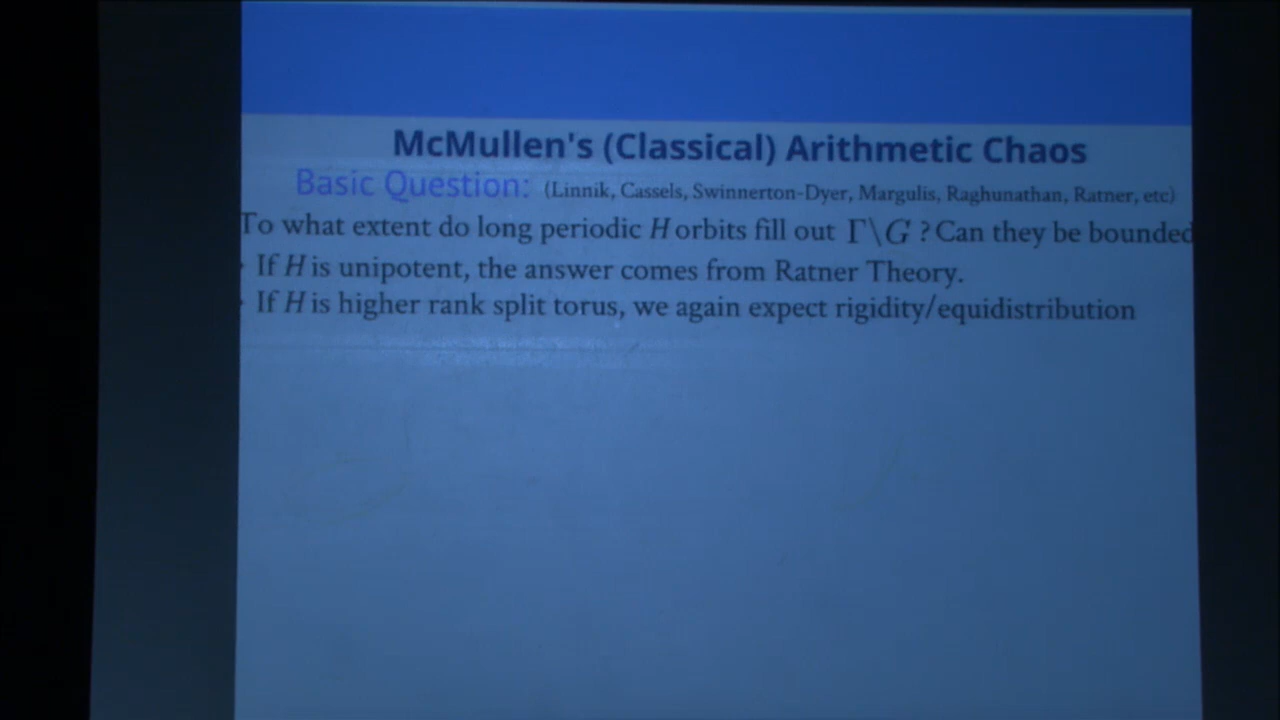 McMullen's (Classical) Arithmetic Chaos
Basic Question: (Linnik, Cassels, Swinnerton-Dyer, Margulis, Raghunathan, Ratner, etc)
To what extent do long periodic H orbits fill out Γ\G ? Can they be bounded
· If H is unipotent, the answer comes from Ratner Theory.
· If H is higher rank split torus, we again expect rigidity/equidistribution